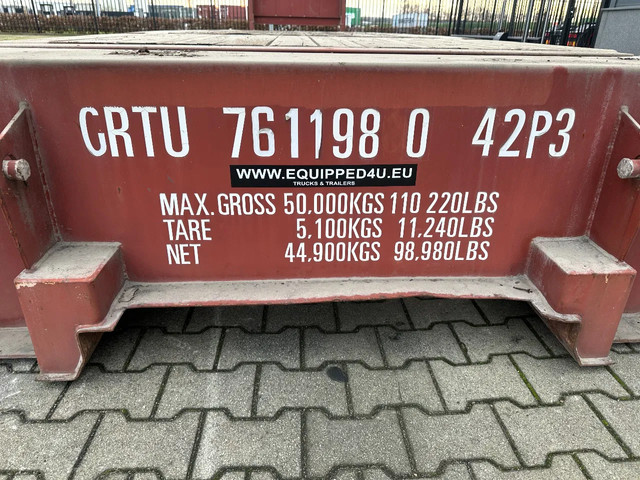 CRTU 761198 0 42P3
WWW.EQUIPPED4U.EU
TRUCKS & TRAILERS
MAX. GROSS 50,000KGS 110 220LBS
TARE 5,100KGS 11,240LBS
NET 44,900KGS 98,980LBS